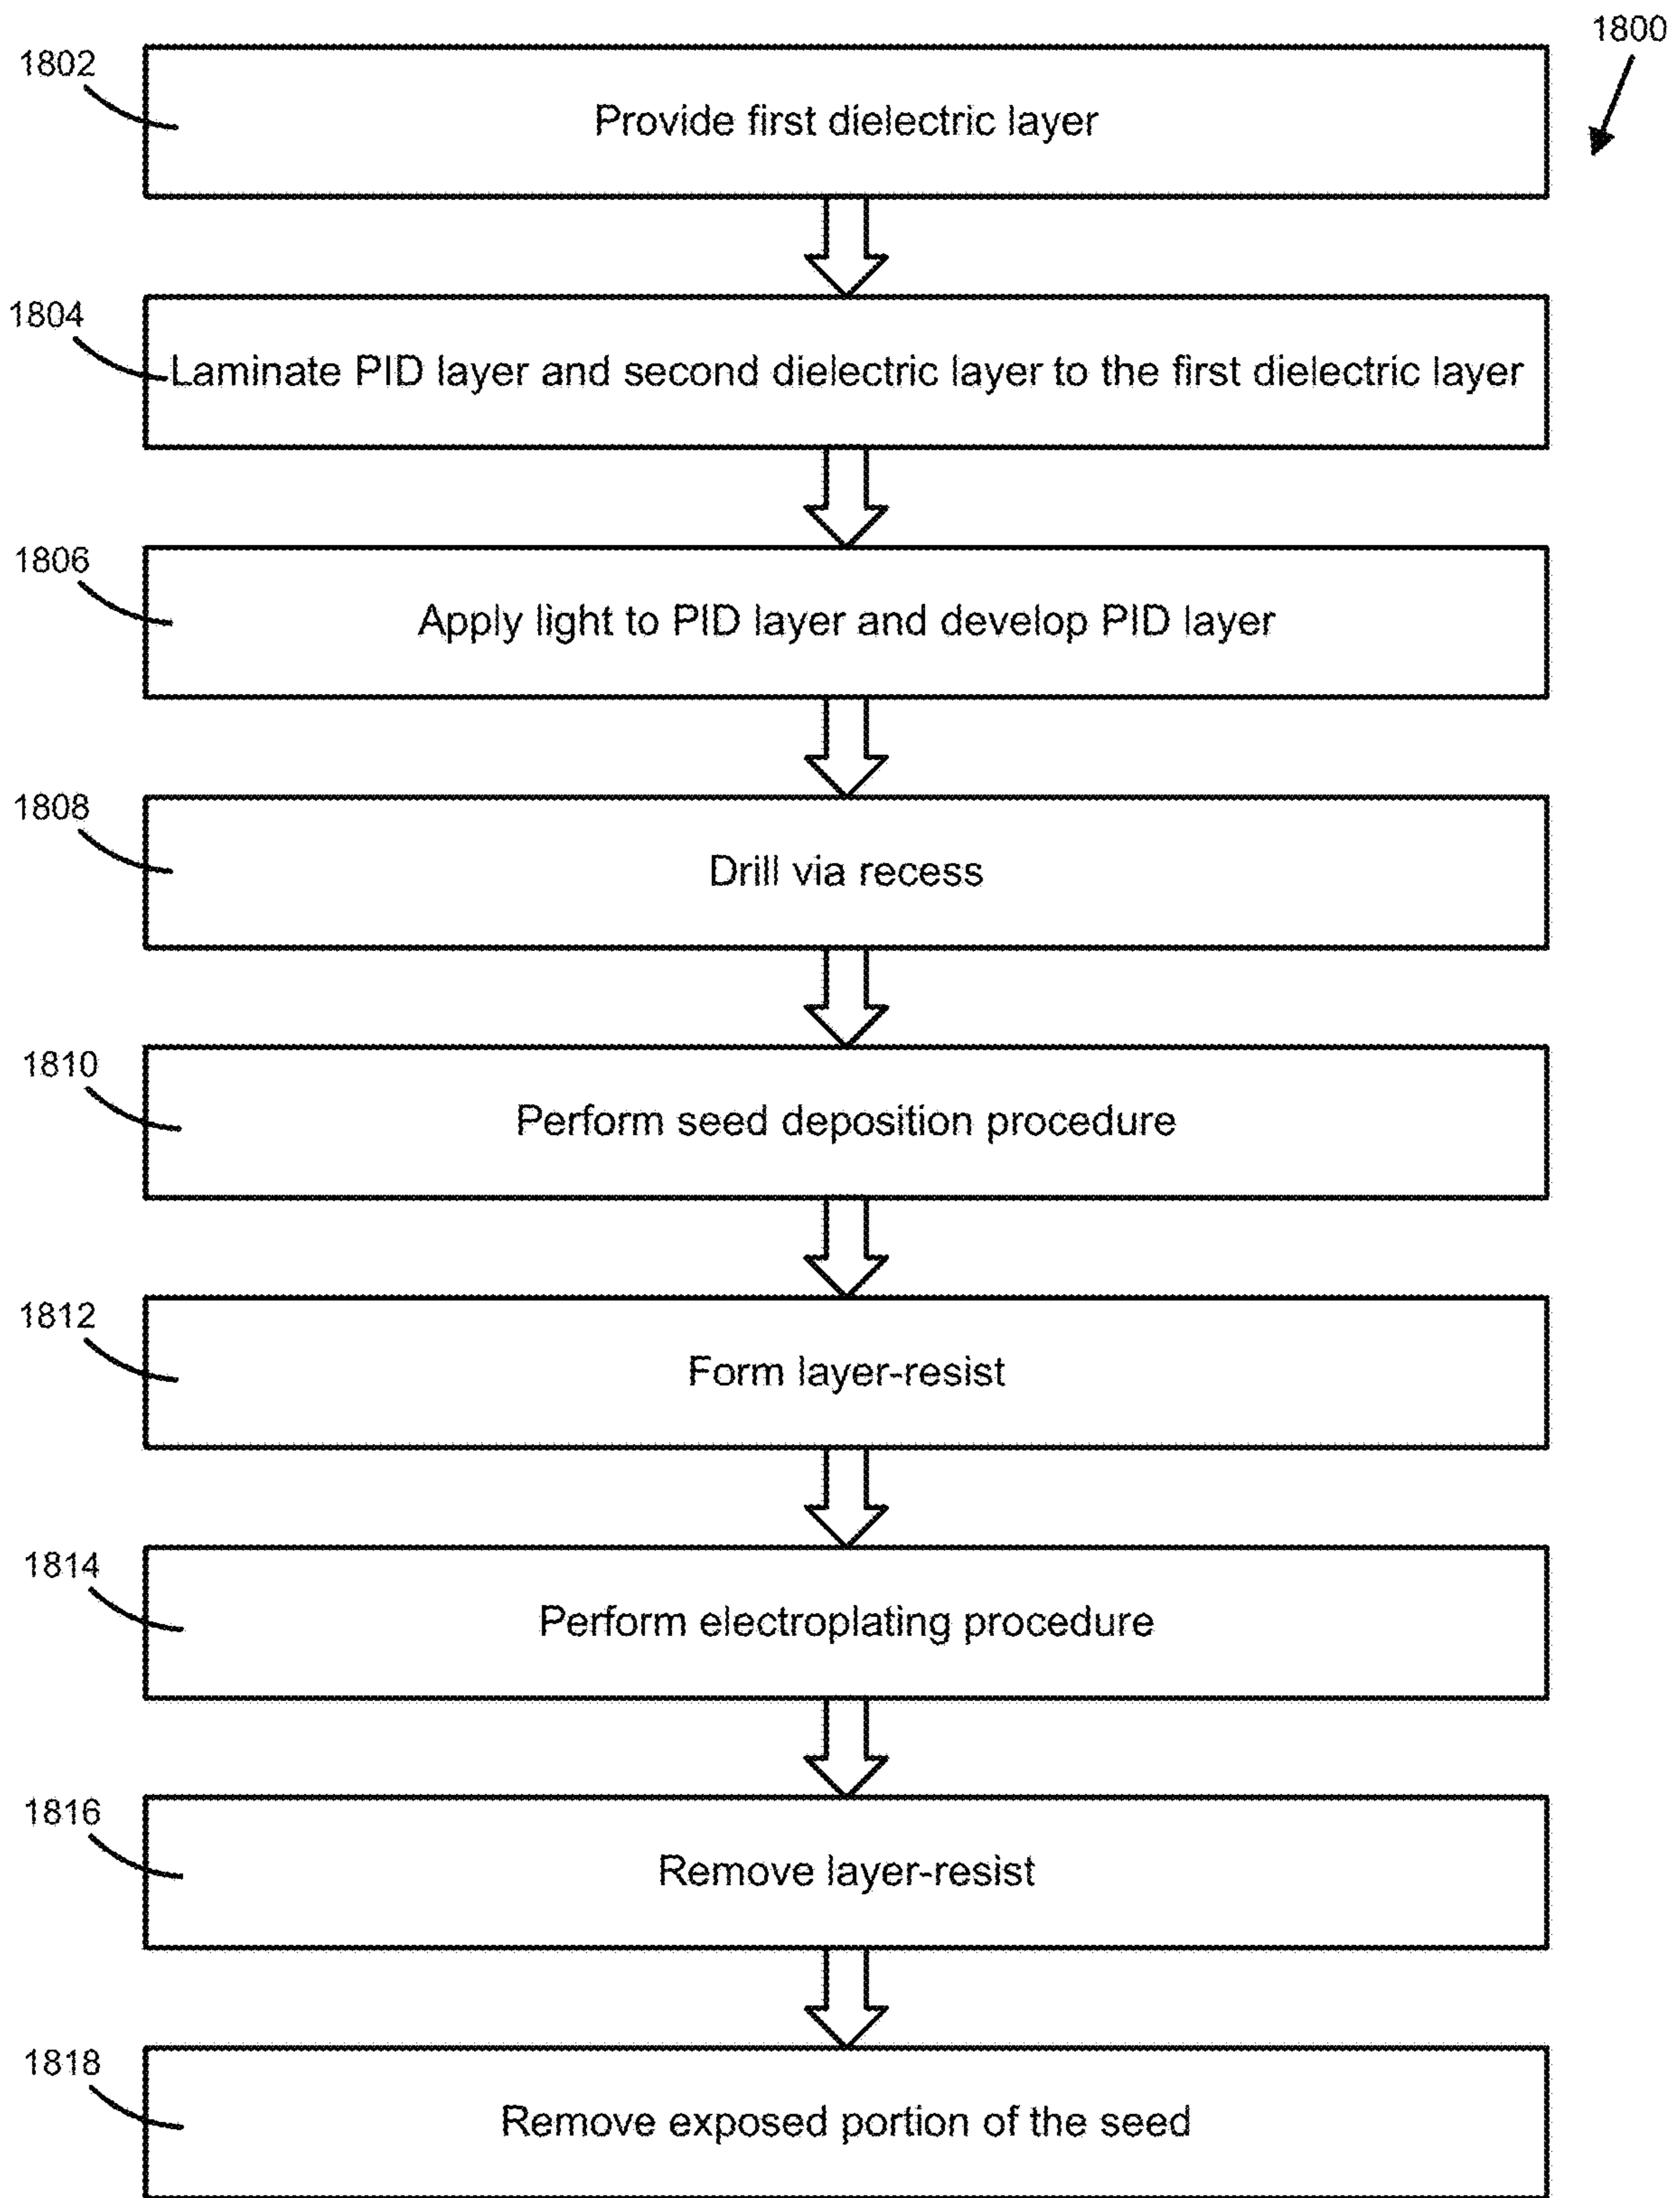 1800
1802
Provide first dielectric layer
1804
Laminate PID layer and second dielectric layer to the first dielectric layer
1806
Apply light to PID layer and develop PID layer
1808
Drill via recess
1810
Perform seed deposition procedure
1812
Form layer-resist
1814
Perform electroplating procedure
1816
Remove layer-resist
1818
Remove exposed portion of the seed